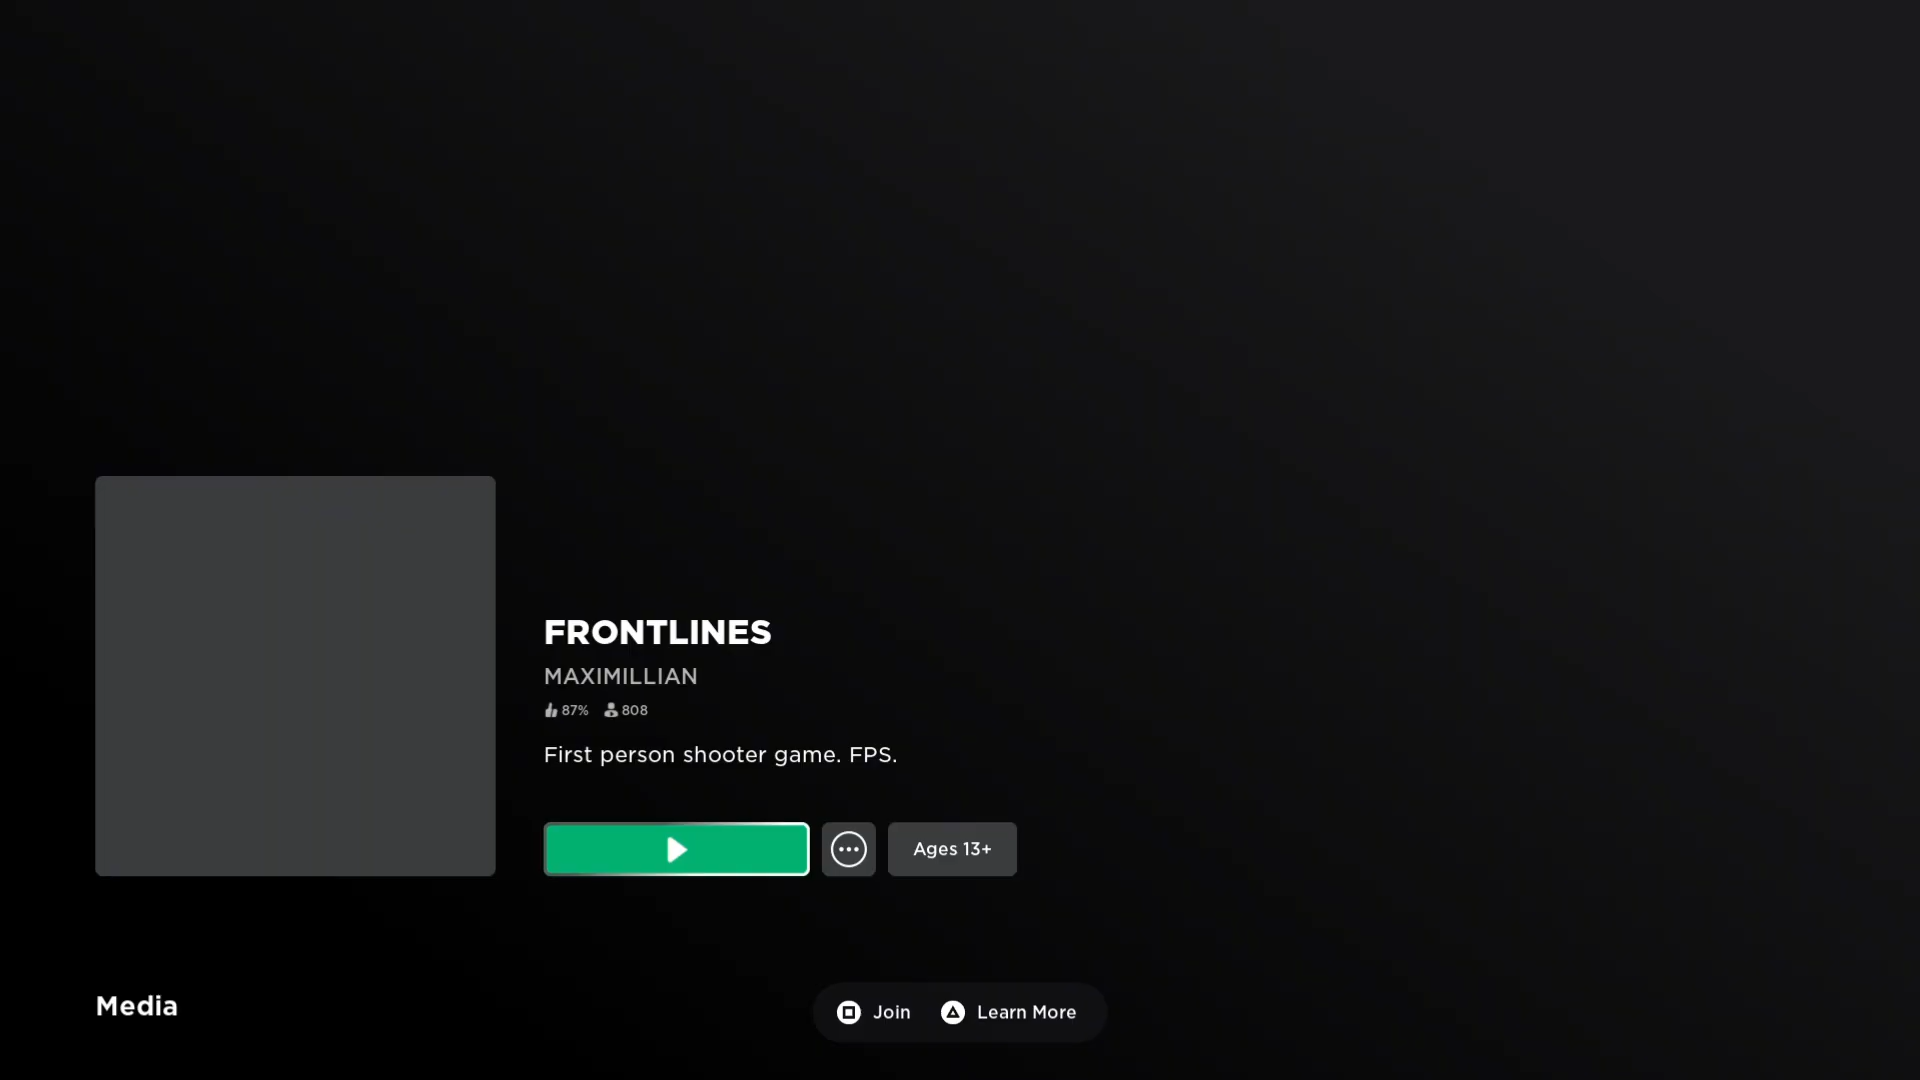 FRONTLINES
MAXIMILLIAN
87% 808
First person shooter game. FPS.
Ages 13+
Media
Join Learn More